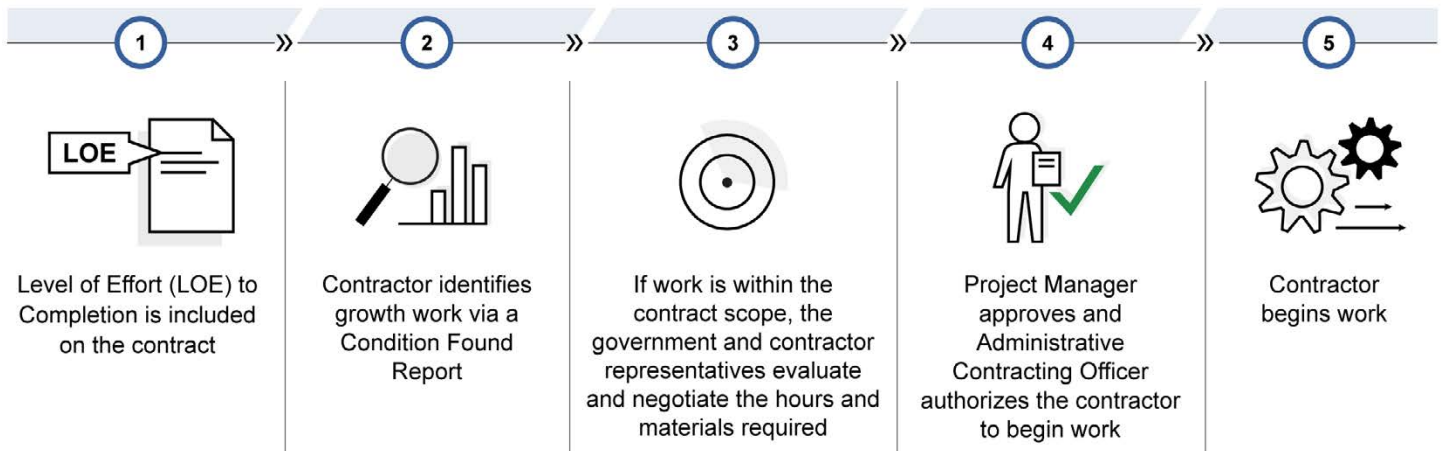 1
2
3
4
5
LOE
Level of Effort (LOE) to
Completion is included
on the contract
Contractor identifies
growth work via a
Condition Found
Report
If work is within the
contract scope, the
government and contractor
representatives evaluate
and negotiate the hours and
materials required
Project Manager
approves and
Administrative
Contracting Officer
authorizes the contractor
to begin work
Contractor
begins work